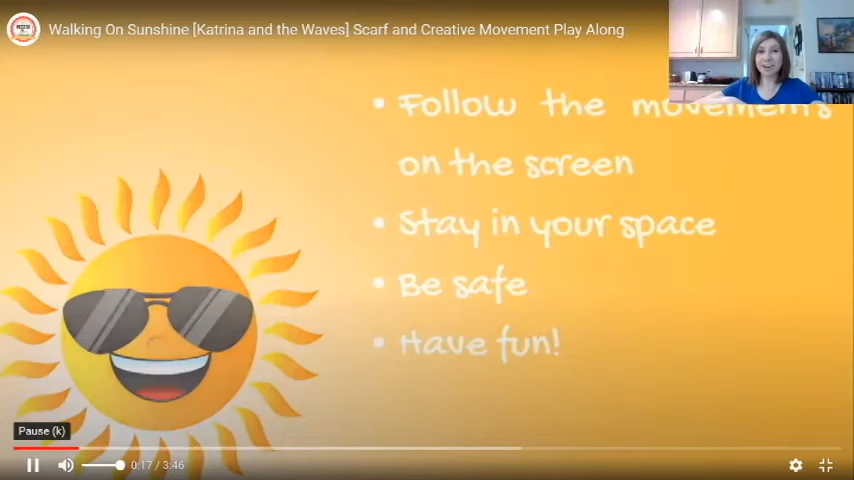 Walking On Sunshine [Katrina and the Waves] Scarf and Creative Movement Play Along
• Follow the movements
on the screen
• Stay in your space
• Be safe
• Have fun!
Pause (k)
0:17 / 3:46